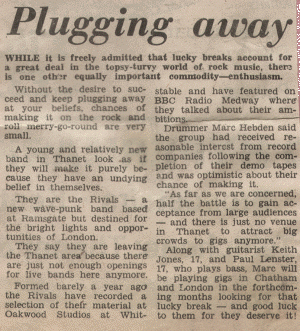 Plugging away
WHILE it is freely admitted that lucky breaks account for
a great deal in the topsy-turvy world of rock music, there
is one other equally important commodity—enthusiasm.
Without the desire to suc-
ceed and keep plugging away
at your beliefs, chances of
making it on the rock and
roll merry-go-round are very
small.
A young and relatively new
band in Thanet look as if
they will make it purely be-
cause they have an undying
belief in themselves.
They are the Rivals — a
new wave-punk band based
at Ramsgate but destined for
the bright lights and oppor-
tunities of London.
They say they are leaving
the Thanet area because there
are just not enough openings
for live bands here anymore.
Formed barely a year ago
the Rivals have recorded a
selection of their material at
Oakwood Studios at Whit-
stable and have featured on
BBC Radio Medway where
they talked about their am-
bitions.
Drummer Marc Hebden said
the group had received rea-
sonable interest from record
companies following the com-
pletion of their demo tapes
and was optimistic about their
chance of making it.
"As far as we are concerned,
half the battle is to gain ac-
ceptance from large audiences
— and there is just no venue
in Thanet to attract big
crowds to gigs anymore."
Along with guitarist Keith
Jones, 17, and Paul Lenster,
17, who plays bass, Marc will
be playing gigs in Chatham
and London in the forthcom-
ing months looking for that
lucky break — and good luck
to them for they deserve it!